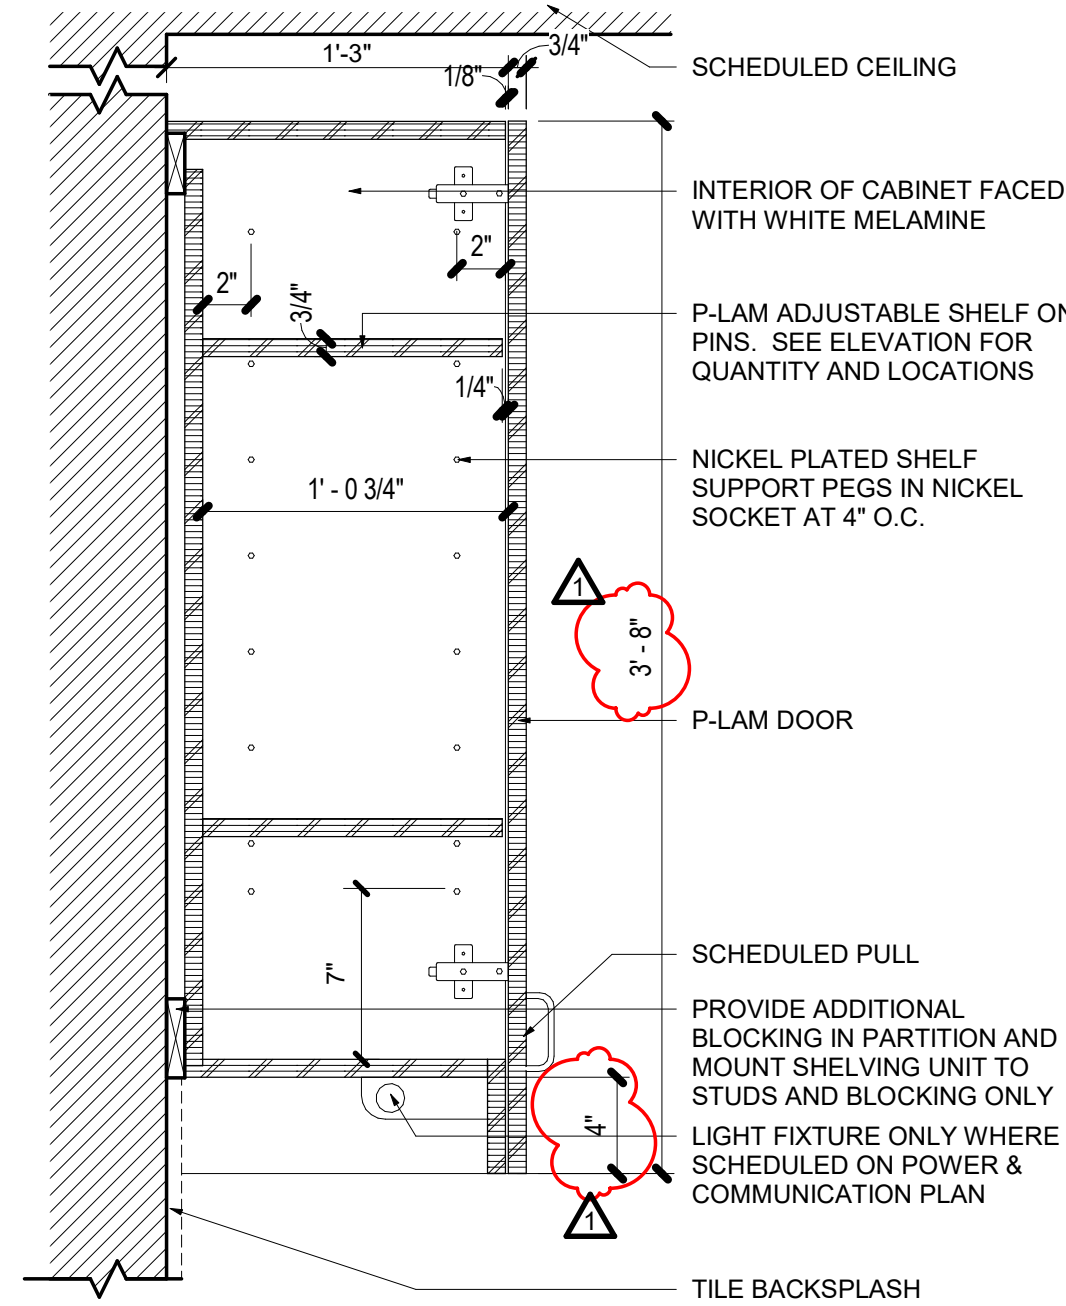 1'-3"
3/4"
1/8"
SCHEDULED CEILING
INTERIOR OF CABINET FACED
WITH WHITE MELAMINE
2"
2"
3/4"
P-LAM ADJUSTABLE SHELF ON
PINS. SEE ELEVATION FOR
QUANTITY AND LOCATIONS
1/4"
NICKEL PLATED SHELF
SUPPORT PEGS IN NICKEL
SOCKET AT 4" O.C.
1' - 0 3/4"
1
3' - 8"
P-LAM DOOR
7"
SCHEDULED PULL
PROVIDE ADDITIONAL
BLOCKING IN PARTITION AND
MOUNT SHELVING UNIT TO
STUDS AND BLOCKING ONLY
4"
LIGHT FIXTURE ONLY WHERE
SCHEDULED ON POWER &
COMMUNICATION PLAN
1
TILE BACKSPLASH